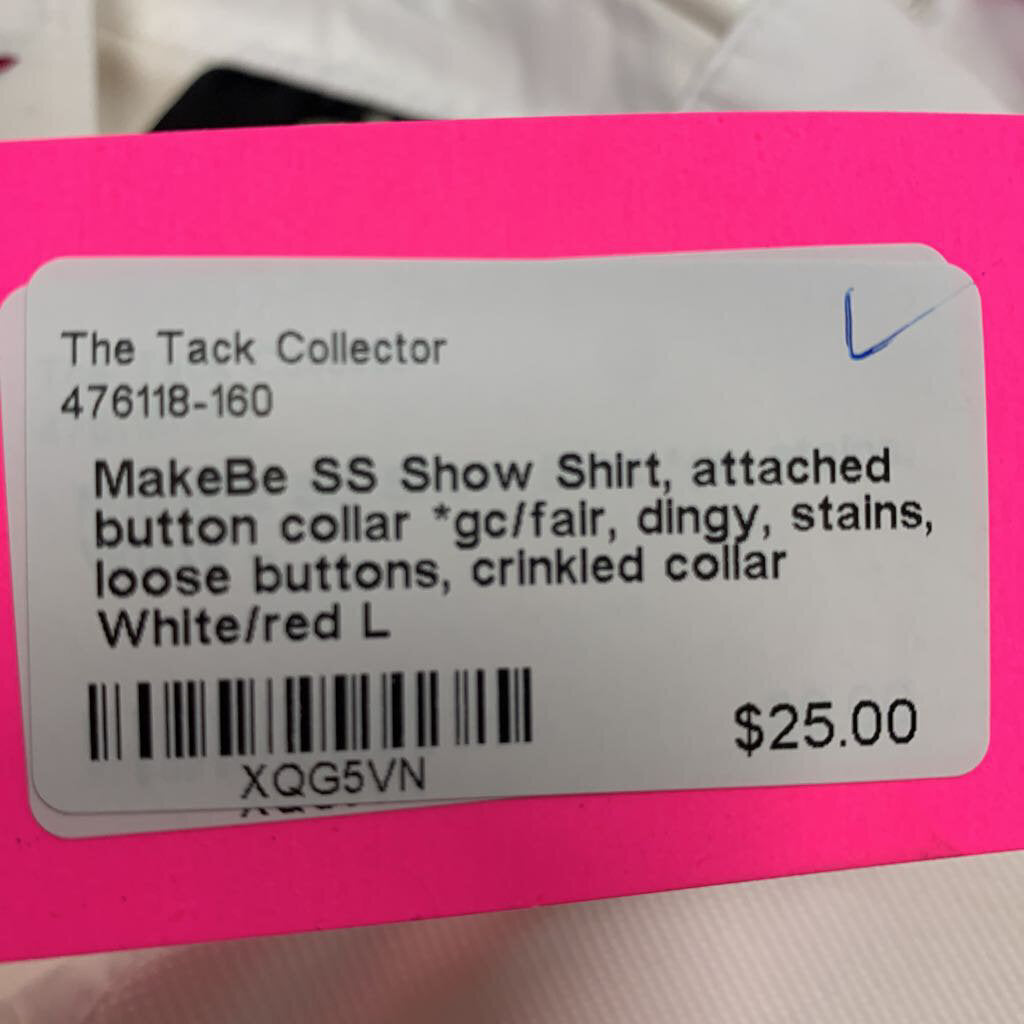 The Tack Collector
476118-160
MakeBe SS Show Shirt, attached
button collar *gc/fair, dingy, stains,
loose buttons, crinkled collar
White/red L
$25.00
XQG5VN